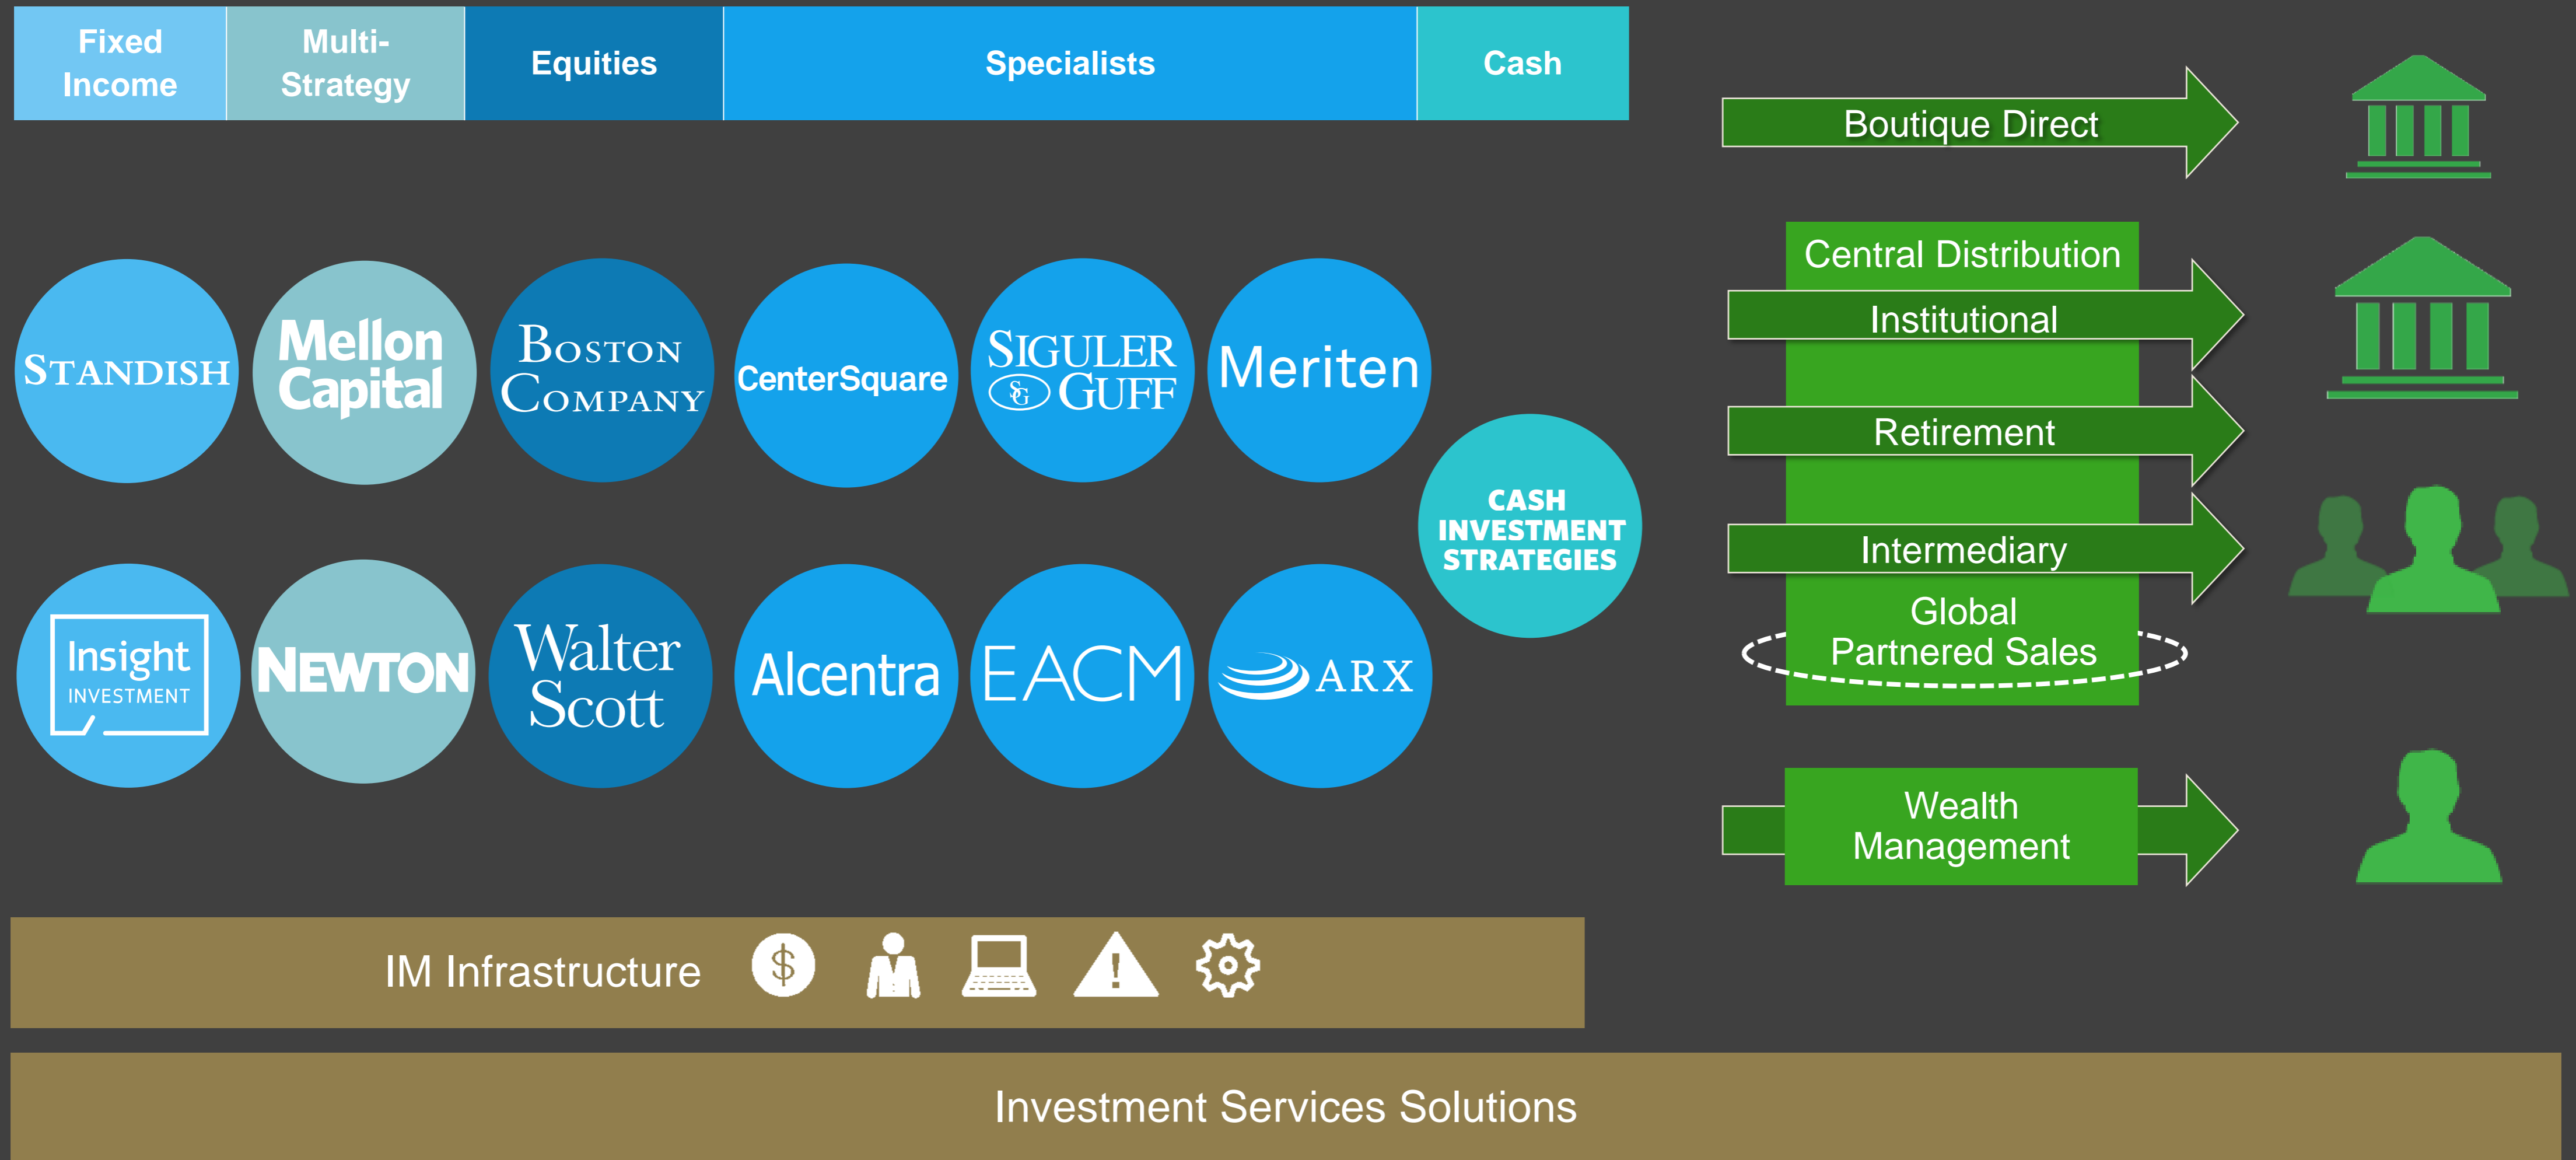 Fixed
Income
Multi-
Strategy
Equities
Specialists
Cash
STANDISH
Mellon
Capital
BOSTON
COMPANY
CenterSquare
SIGULER
SG GUFF
Meriten
CASH
INVESTMENT
STRATEGIES
Insight
INVESTMENT
NEWTON
Walter
Scott
Alcentra
EACM
ARX
Boutique Direct
Central Distribution
Institutional
Retirement
Intermediary
Global
Partnered Sales
Wealth
Management
IM Infrastructure
$
!
Investment Services Solutions